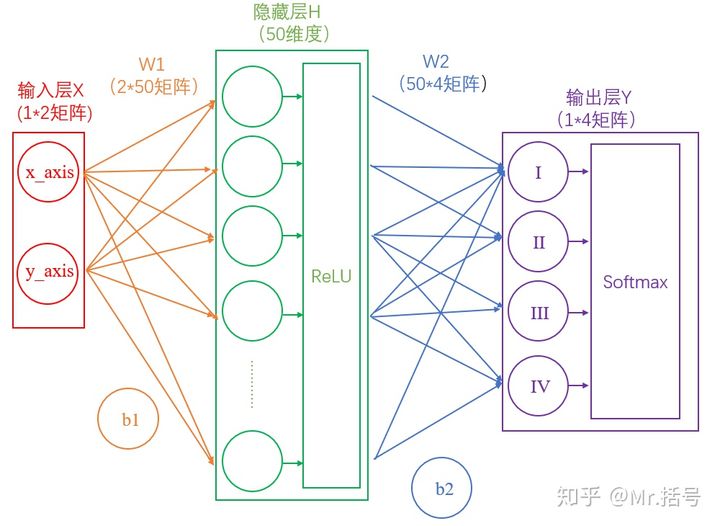 隐藏层H
(50维度)
W1
(2*50矩阵)
W2
(50*4矩阵)
输入层X
(1*2矩阵)
输出层Y
(1*4矩阵)
x_axis
y_axis
ReLU
I
II
III
IV
Softmax
b1
b2
知乎 @Mr.括号